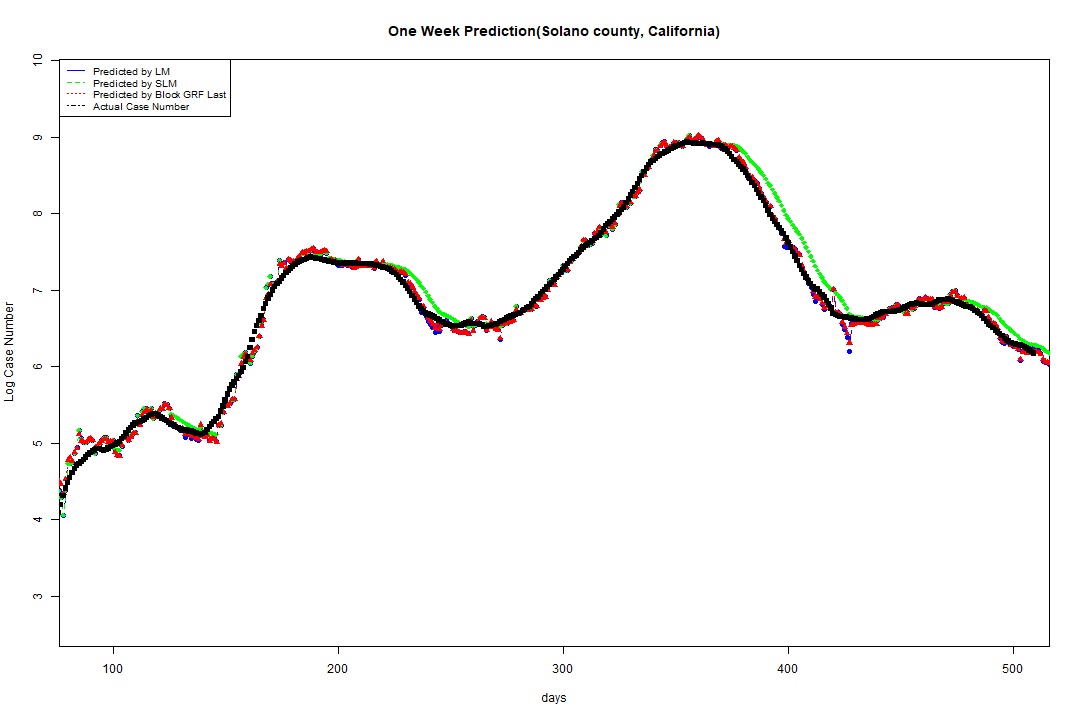 One Week Prediction(Solano county, California)
Predicted by LM
Predicted by SLM
Predicted by Block GRF Last
Actual Case Number
Log Case Number
10
9
8
7
6
5
4
3
100 200 300 400 500
days